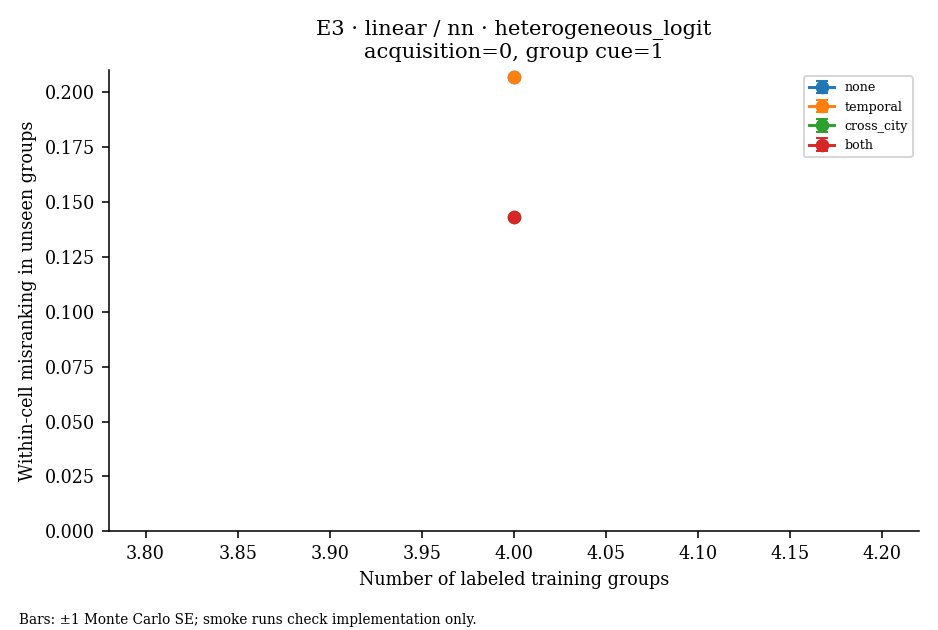 E3 · linear / nn · heterogeneous_logit
acquisition=0, group cue=1
Within-cell misranking in unseen groups
0.200
0.175
0.150
0.125
0.100
0.075
0.050
0.025
0.000
none
temporal
cross_city
both
3.80 3.85 3.90 3.95 4.00 4.05 4.10 4.15 4.20
Number of labeled training groups
Bars: ±1 Monte Carlo SE; smoke runs check implementation only.